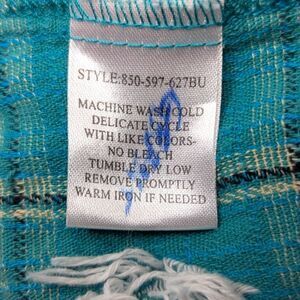 STYLE:850-597-627BU
MACHINE WASH COLD
DELICATE CYCLE
WITH LIKE COLORS-
NO BLEACH
TUMBLE DRY LOW
REMOVE PROMPTLY
WARM IRON IF NEEDED